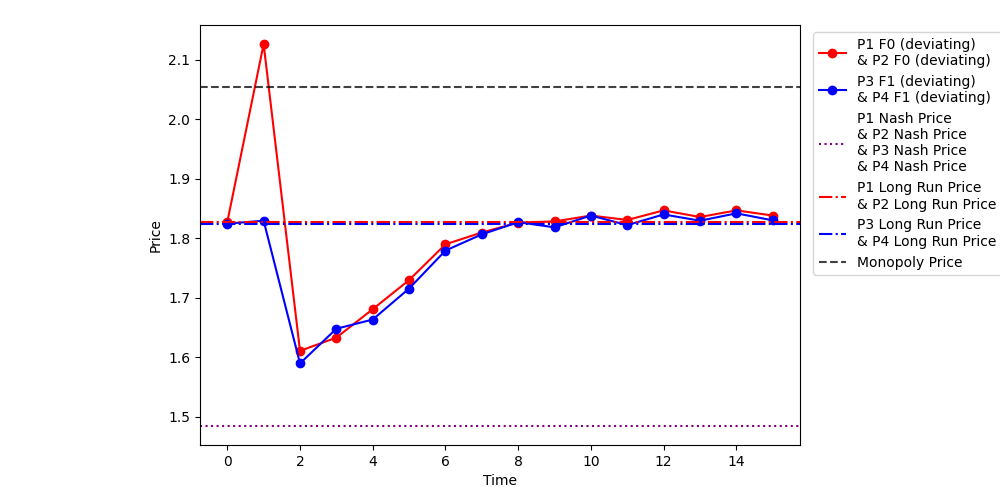 2.1
2.0
1.9
1.8
1.7
1.6
1.5
Price
0 2 4 6 8 10 12 14
Time
P1 F0 (deviating)
& P2 F0 (deviating)
P3 F1 (deviating)
& P4 F1 (deviating)
P1 Nash Price
& P2 Nash Price
& P3 Nash Price
& P4 Nash Price
P1 Long Run Price
& P2 Long Run Price
P3 Long Run Price
& P4 Long Run Price
Monopoly Price